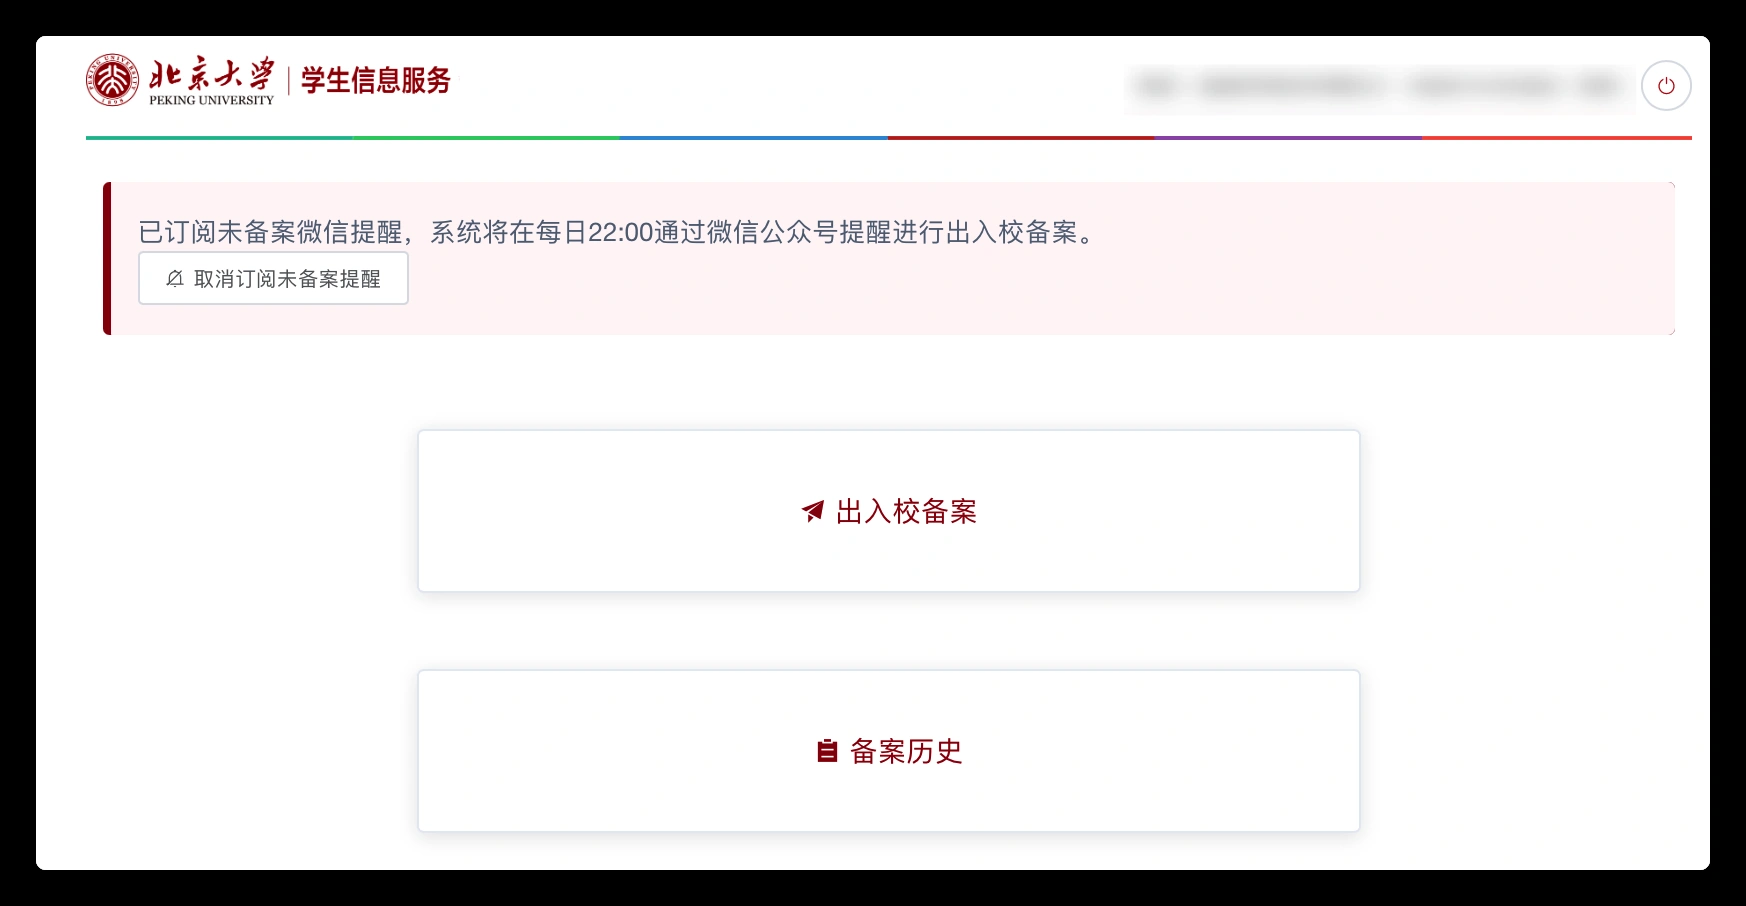 PEKING UNIVERSITY
1898
北京大学
PEKING UNIVERSITY
学生信息服务
已订阅未备案微信提醒，系统将在每日22:00通过微信公众号提醒进行出入校备案。
取消订阅未备案提醒
出入校备案
备案历史